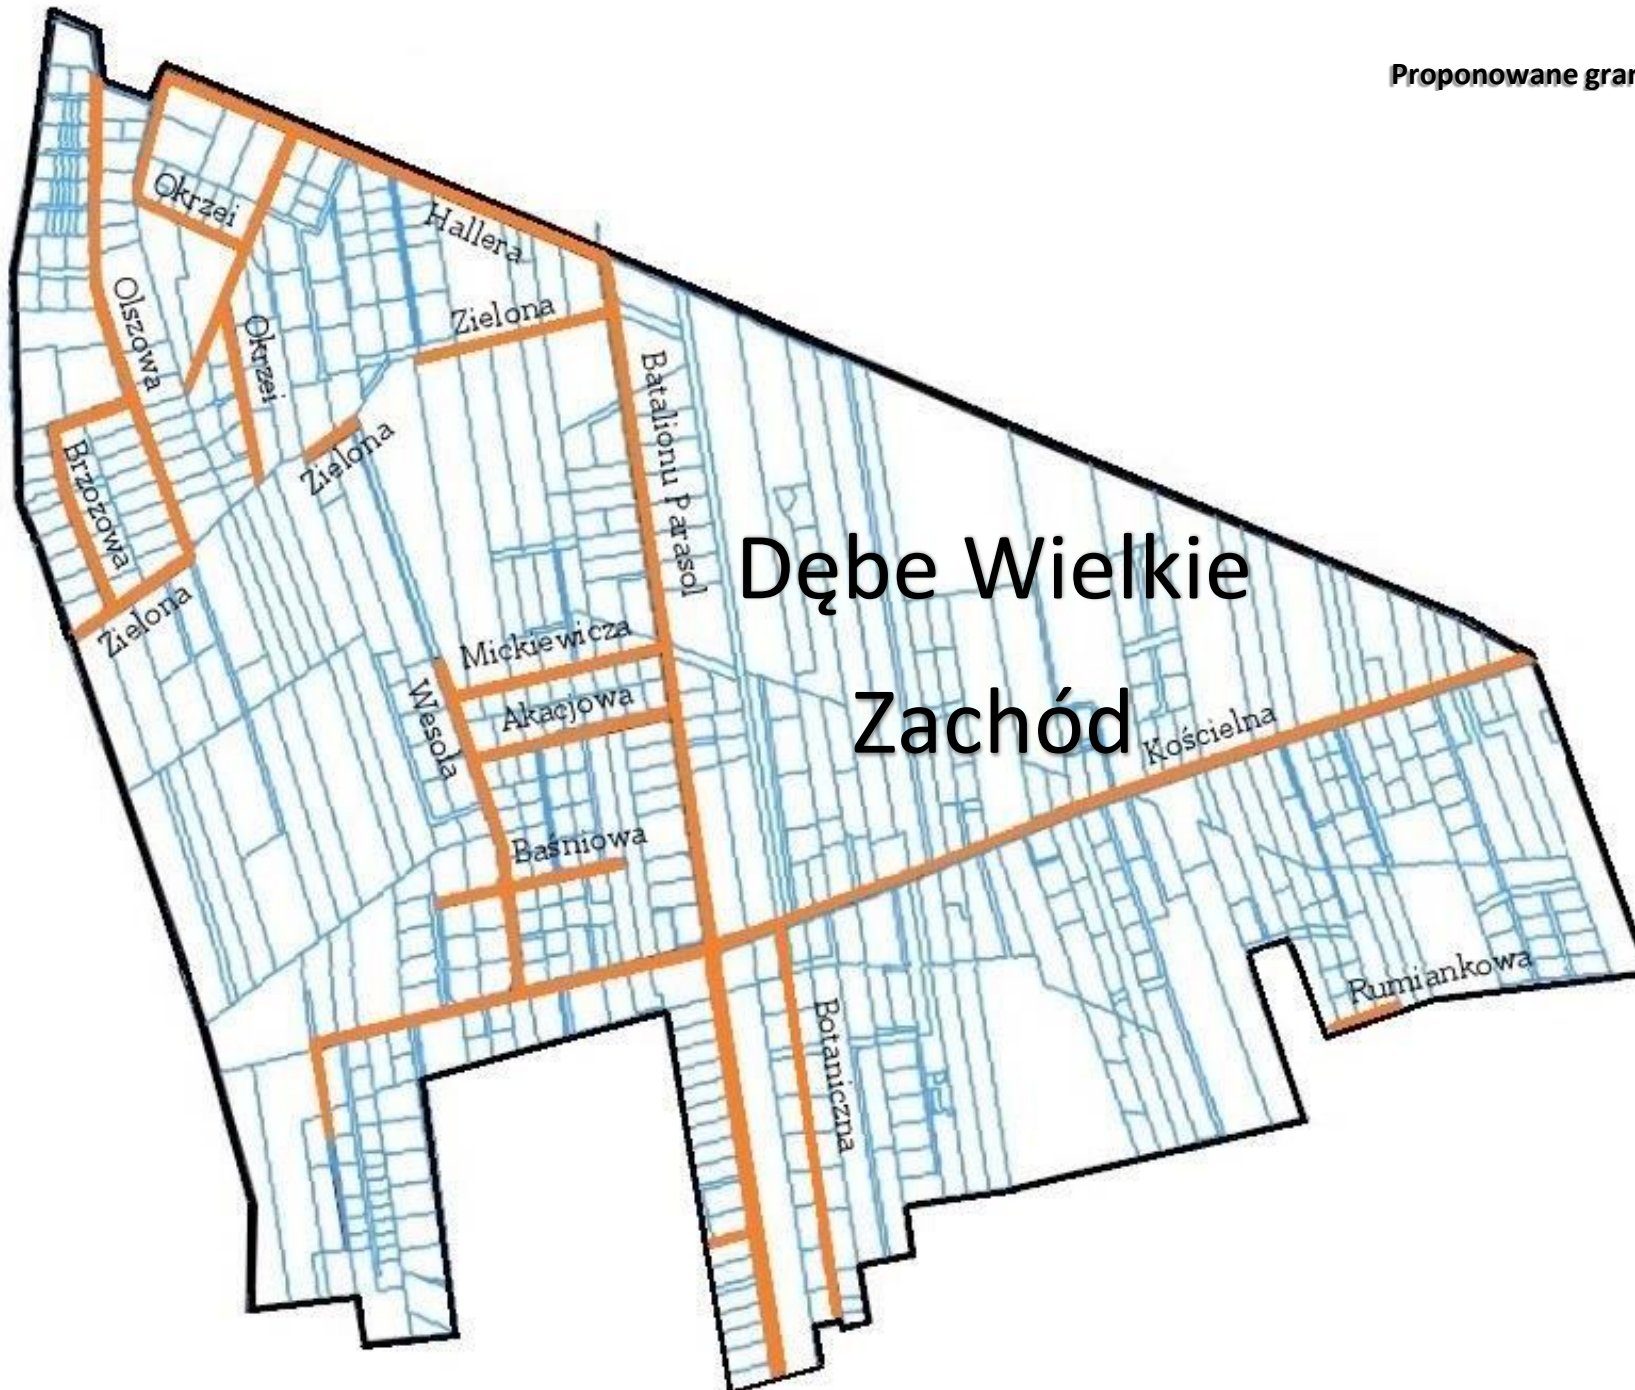 Proponowane gran
Okrzei
Hallera
Olszowa
Zielona
Okrzei
Batalionu Parasol
Zielona
Brzozowa
Dębe Wielkie
Zielona
Mickiewicza
Wesoła
Akacjowa
Zachód
Kościelna
Baśniowa
Rumiankowa
Botaniczna